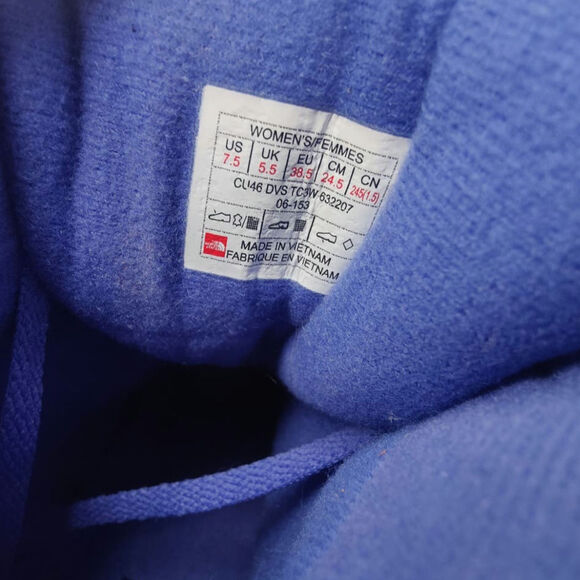 WOMEN'S/FEMMES
US UK EU CM CN
7.5 5.5 38.5 24.5 245(1.5)
CU46 DVS TC3W-632207
06-153
MADE IN VIETNAM
FABRIQUE EN VIETNAM